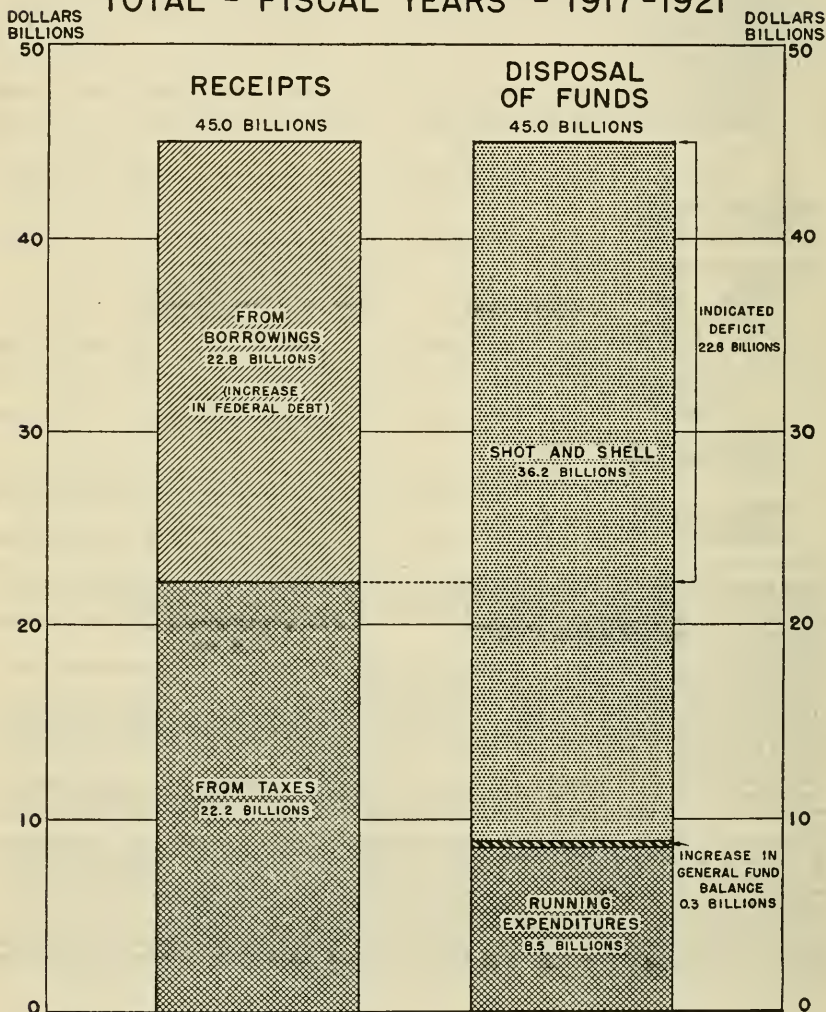 TOTAL - FISCAL YEARS - 1917-1921
DOLLARS
BILLIONS
DOLLARS
BILLIONS
50
50
RECEIPTS
45.0 BILLIONS
DISPOSAL
OF FUNDS
45.0 BILLIONS
40
40
FROM
BORROWINGS
22.8 BILLIONS
(INCREASE
IN FEDERAL DEBT)
INDICATED
DEFICIT
22.8 BILLIONS
30
30
SHOT AND SHELL
36.2 BILLIONS
20
20
FROM TAXES
22.2 BILLIONS
10
10
INCREASE IN
GENERAL FUND
BALANCE
0.3 BILLIONS
RUNNING
EXPENDITURES
8.5 BILLIONS
0
0